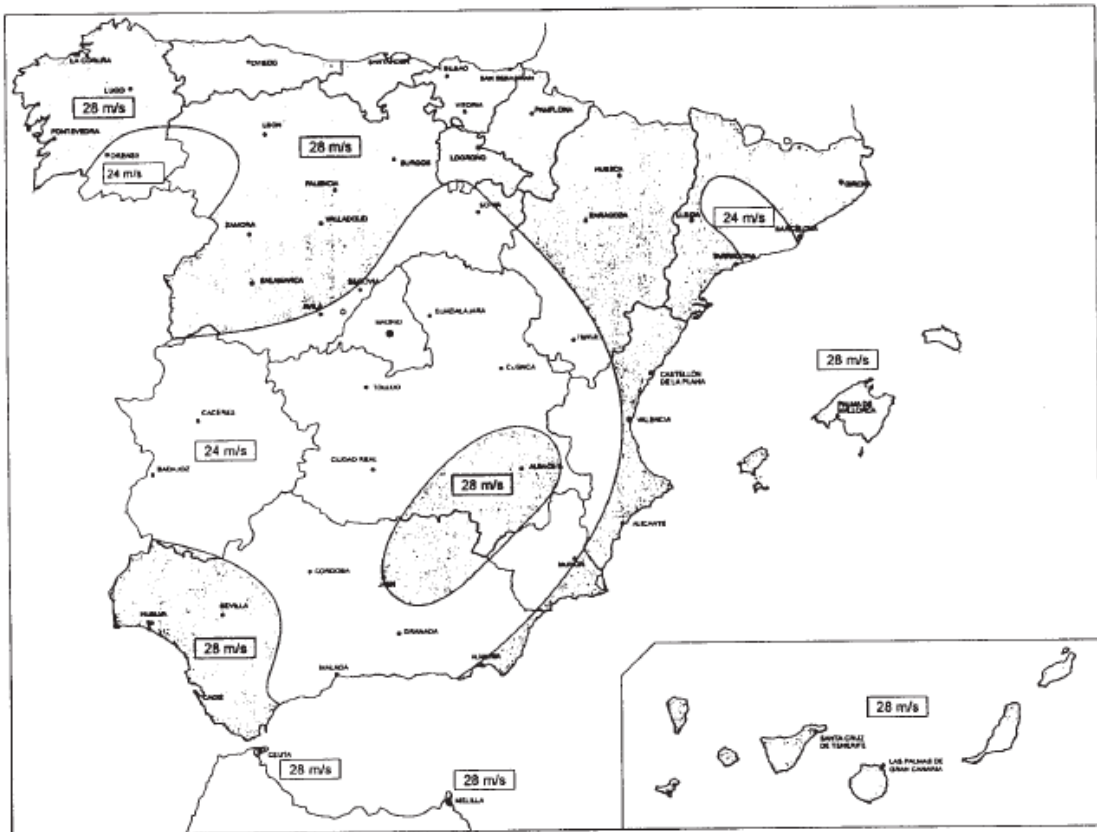 LA CORUÑA
OVIEDO
SANTANDER
BILBAO
SAN SEBASTIAN
LUGO
28 m/s
VITORIA
PAMPLONA
PONTEVEDRA
LEON
28 m/s
ORENSE
BURGOS
LOGROÑO
24 m/s
HUESCA
GIRONA
PALENCIA
SORIA
ZARAGOZA
LLEIDA
24 m/s
ZAMORA
VALLADOLID
BARCELONA
TARRAGONA
SALAMANCA
SEGOVIA
AVILA
GUADALAJARA
MADRID
TERUEL
28 m/s
CUENCA
CASTELLÓN
DE LA PLANA
TOLEDO
PALMA DE
MALLORCA
CACERES
VALENCIA
24 m/s
BADAJOZ
CIUDAD REAL
ALBACETE
28 m/s
ALICANTE
MURCIA
CORDOBA
JAEN
SEVILLA
HUELVA
GRANADA
28 m/s
ALMERIA
MALAGA
CADIZ
28 m/s
SANTA CRUZ
DE TENERIFE
CEUTA
28 m/s
28 m/s
MELILLA
LAS PALMAS DE
GRAN CANARIA